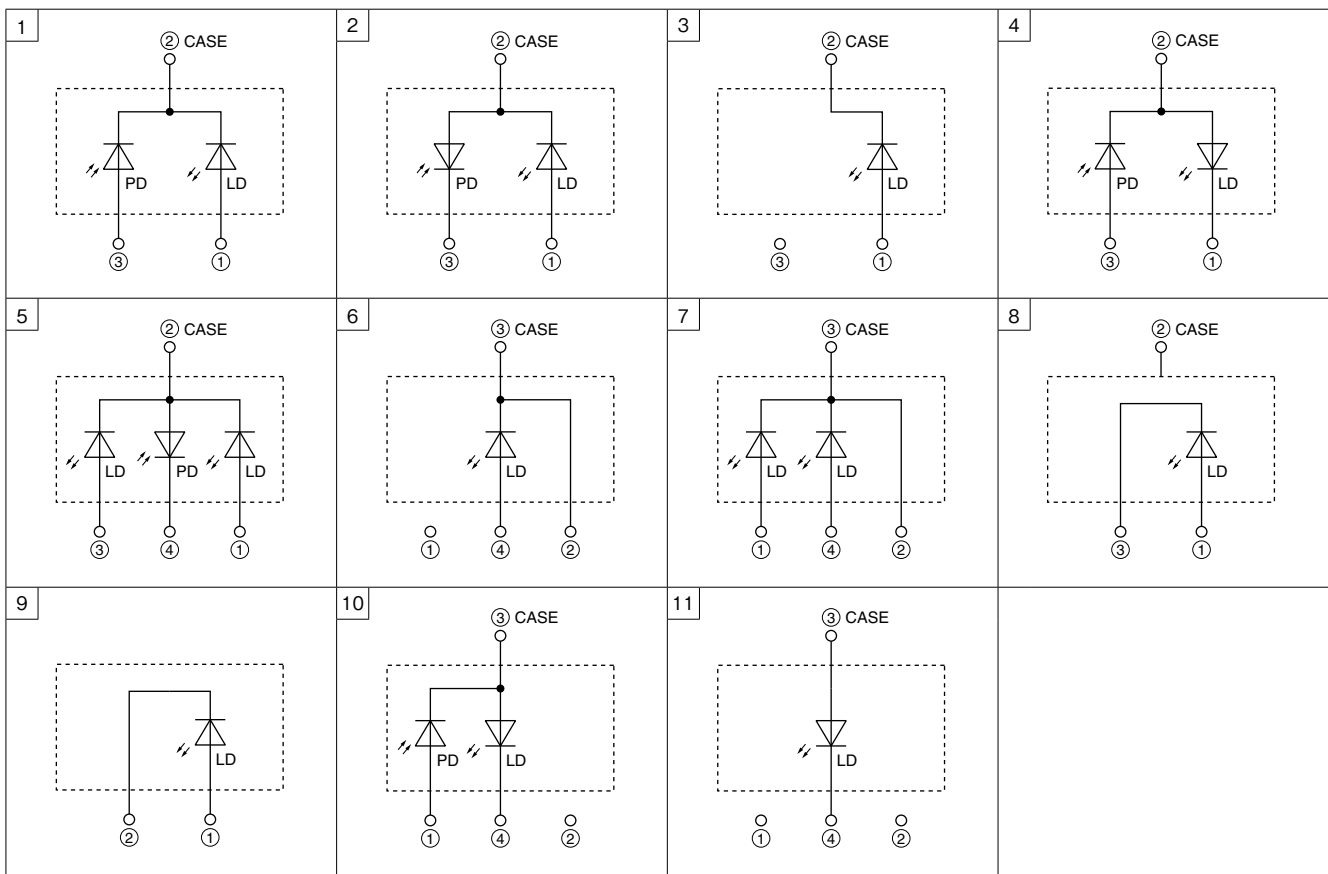 1
② CASE
PD
LD
③ ①
2
② CASE
PD
LD
③ ①
3
② CASE
LD
③ ①
4
② CASE
PD
LD
③ ①
5
② CASE
LD
PD
LD
③ ④ ①
6
③ CASE
LD
① ④ ②
7
③ CASE
LD
LD
① ④ ②
8
② CASE
LD
③ ①
9
LD
② ①
10
③ CASE
PD
LD
① ④ ②
11
③ CASE
LD
① ④ ②